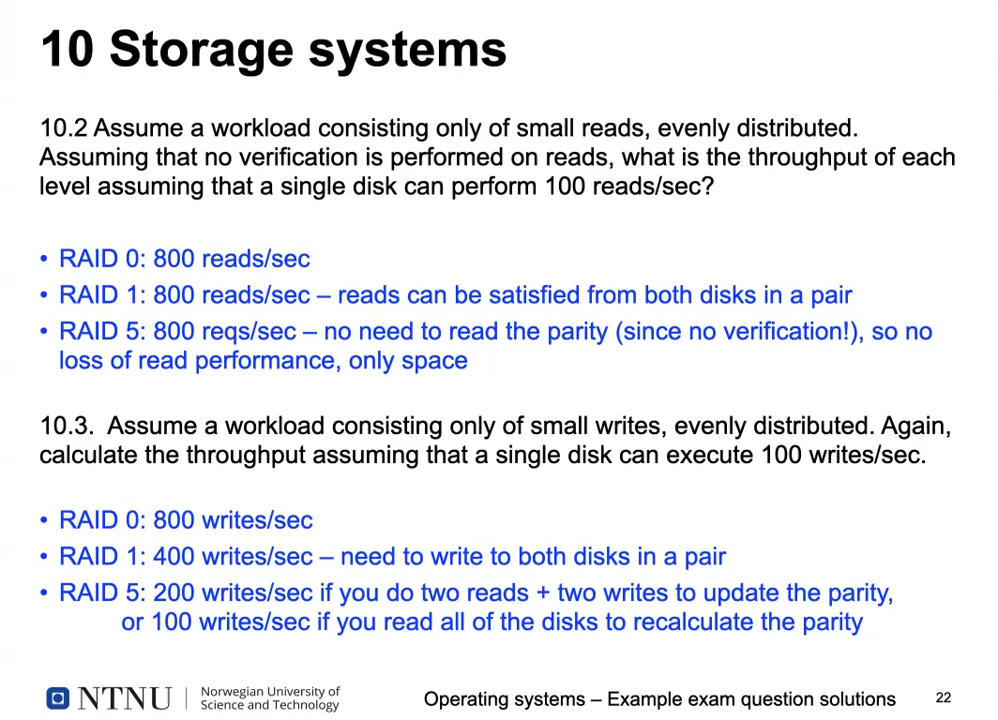 10 Storage systems
10.2 Assume a workload consisting only of small reads, evenly distributed.
Assuming that no verification is performed on reads, what is the throughput of each
level assuming that a single disk can perform 100 reads/sec?
• RAID 0: 800 reads/sec
• RAID 1: 800 reads/sec – reads can be satisfied from both disks in a pair
• RAID 5: 800 reqs/sec – no need to read the parity (since no verification!), so no
loss of read performance, only space
10.3. Assume a workload consisting only of small writes, evenly distributed. Again,
calculate the throughput assuming that a single disk can execute 100 writes/sec.
• RAID 0: 800 writes/sec
• RAID 1: 400 writes/sec – need to write to both disks in a pair
• RAID 5: 200 writes/sec if you do two reads + two writes to update the parity,
or 100 writes/sec if you read all of the disks to recalculate the parity
NTNU
Norwegian University of
Science and Technology
Operating systems – Example exam question solutions
22